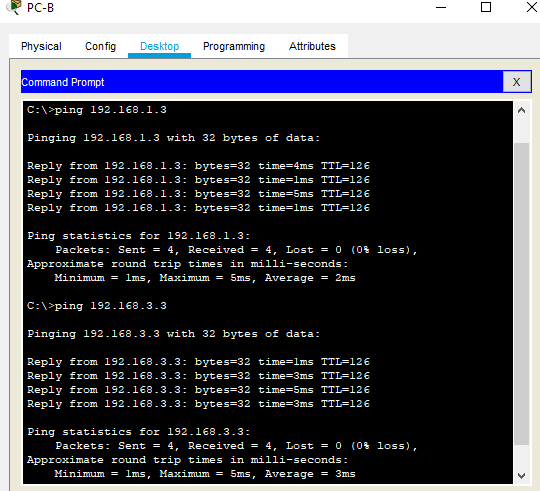 PC-B
Physical Config Desktop Programming Attributes
Command Prompt
X
C:\>ping 192.168.1.3
Pinging 192.168.1.3 with 32 bytes of data:
Reply from 192.168.1.3: bytes=32 time=4ms TTL=126
Reply from 192.168.1.3: bytes=32 time=1ms TTL=126
Reply from 192.168.1.3: bytes=32 time=5ms TTL=126
Reply from 192.168.1.3: bytes=32 time=1ms TTL=126
Ping statistics for 192.168.1.3:
Packets: Sent = 4, Received = 4, Lost = 0 (0% loss),
Approximate round trip times in milli-seconds:
Minimum = 1ms, Maximum = 5ms, Average = 2ms
C:\>ping 192.168.3.3
Pinging 192.168.3.3 with 32 bytes of data:
Reply from 192.168.3.3: bytes=32 time=1ms TTL=126
Reply from 192.168.3.3: bytes=32 time=3ms TTL=126
Reply from 192.168.3.3: bytes=32 time=5ms TTL=126
Reply from 192.168.3.3: bytes=32 time=3ms TTL=126
Ping statistics for 192.168.3.3:
Packets: Sent = 4, Received = 4, Lost = 0 (0% loss),
Approximate round trip times in milli-seconds:
Minimum = 1ms, Maximum = 5ms, Average = 3ms